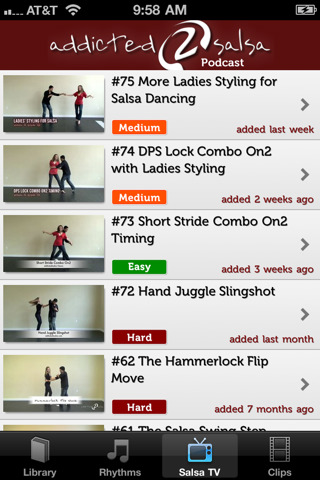 AT&T 9:58 AM
addicted 2 salsa
Podcast
#75 More Ladies Styling for
Salsa Dancing
LADIES' STYLING FOR SALSA
Medium
added last week
#74 DPS Lock Combo On2
with Ladies Styling
DPS LOCK COMBO ON2 TIMING
Medium
added 2 weeks ago
#73 Short Stride Combo On2
Timing
Short Stride Combo On2
Easy
added 3 weeks ago
#72 Hand Juggle Slingshot
Hand Juggle Slingshot
Hard
added last month
#62 The Hammerlock Flip
Move
Hard
added 7 months ago
#61 The Salsa Swing Step
Library Rhythms Salsa TV Clips